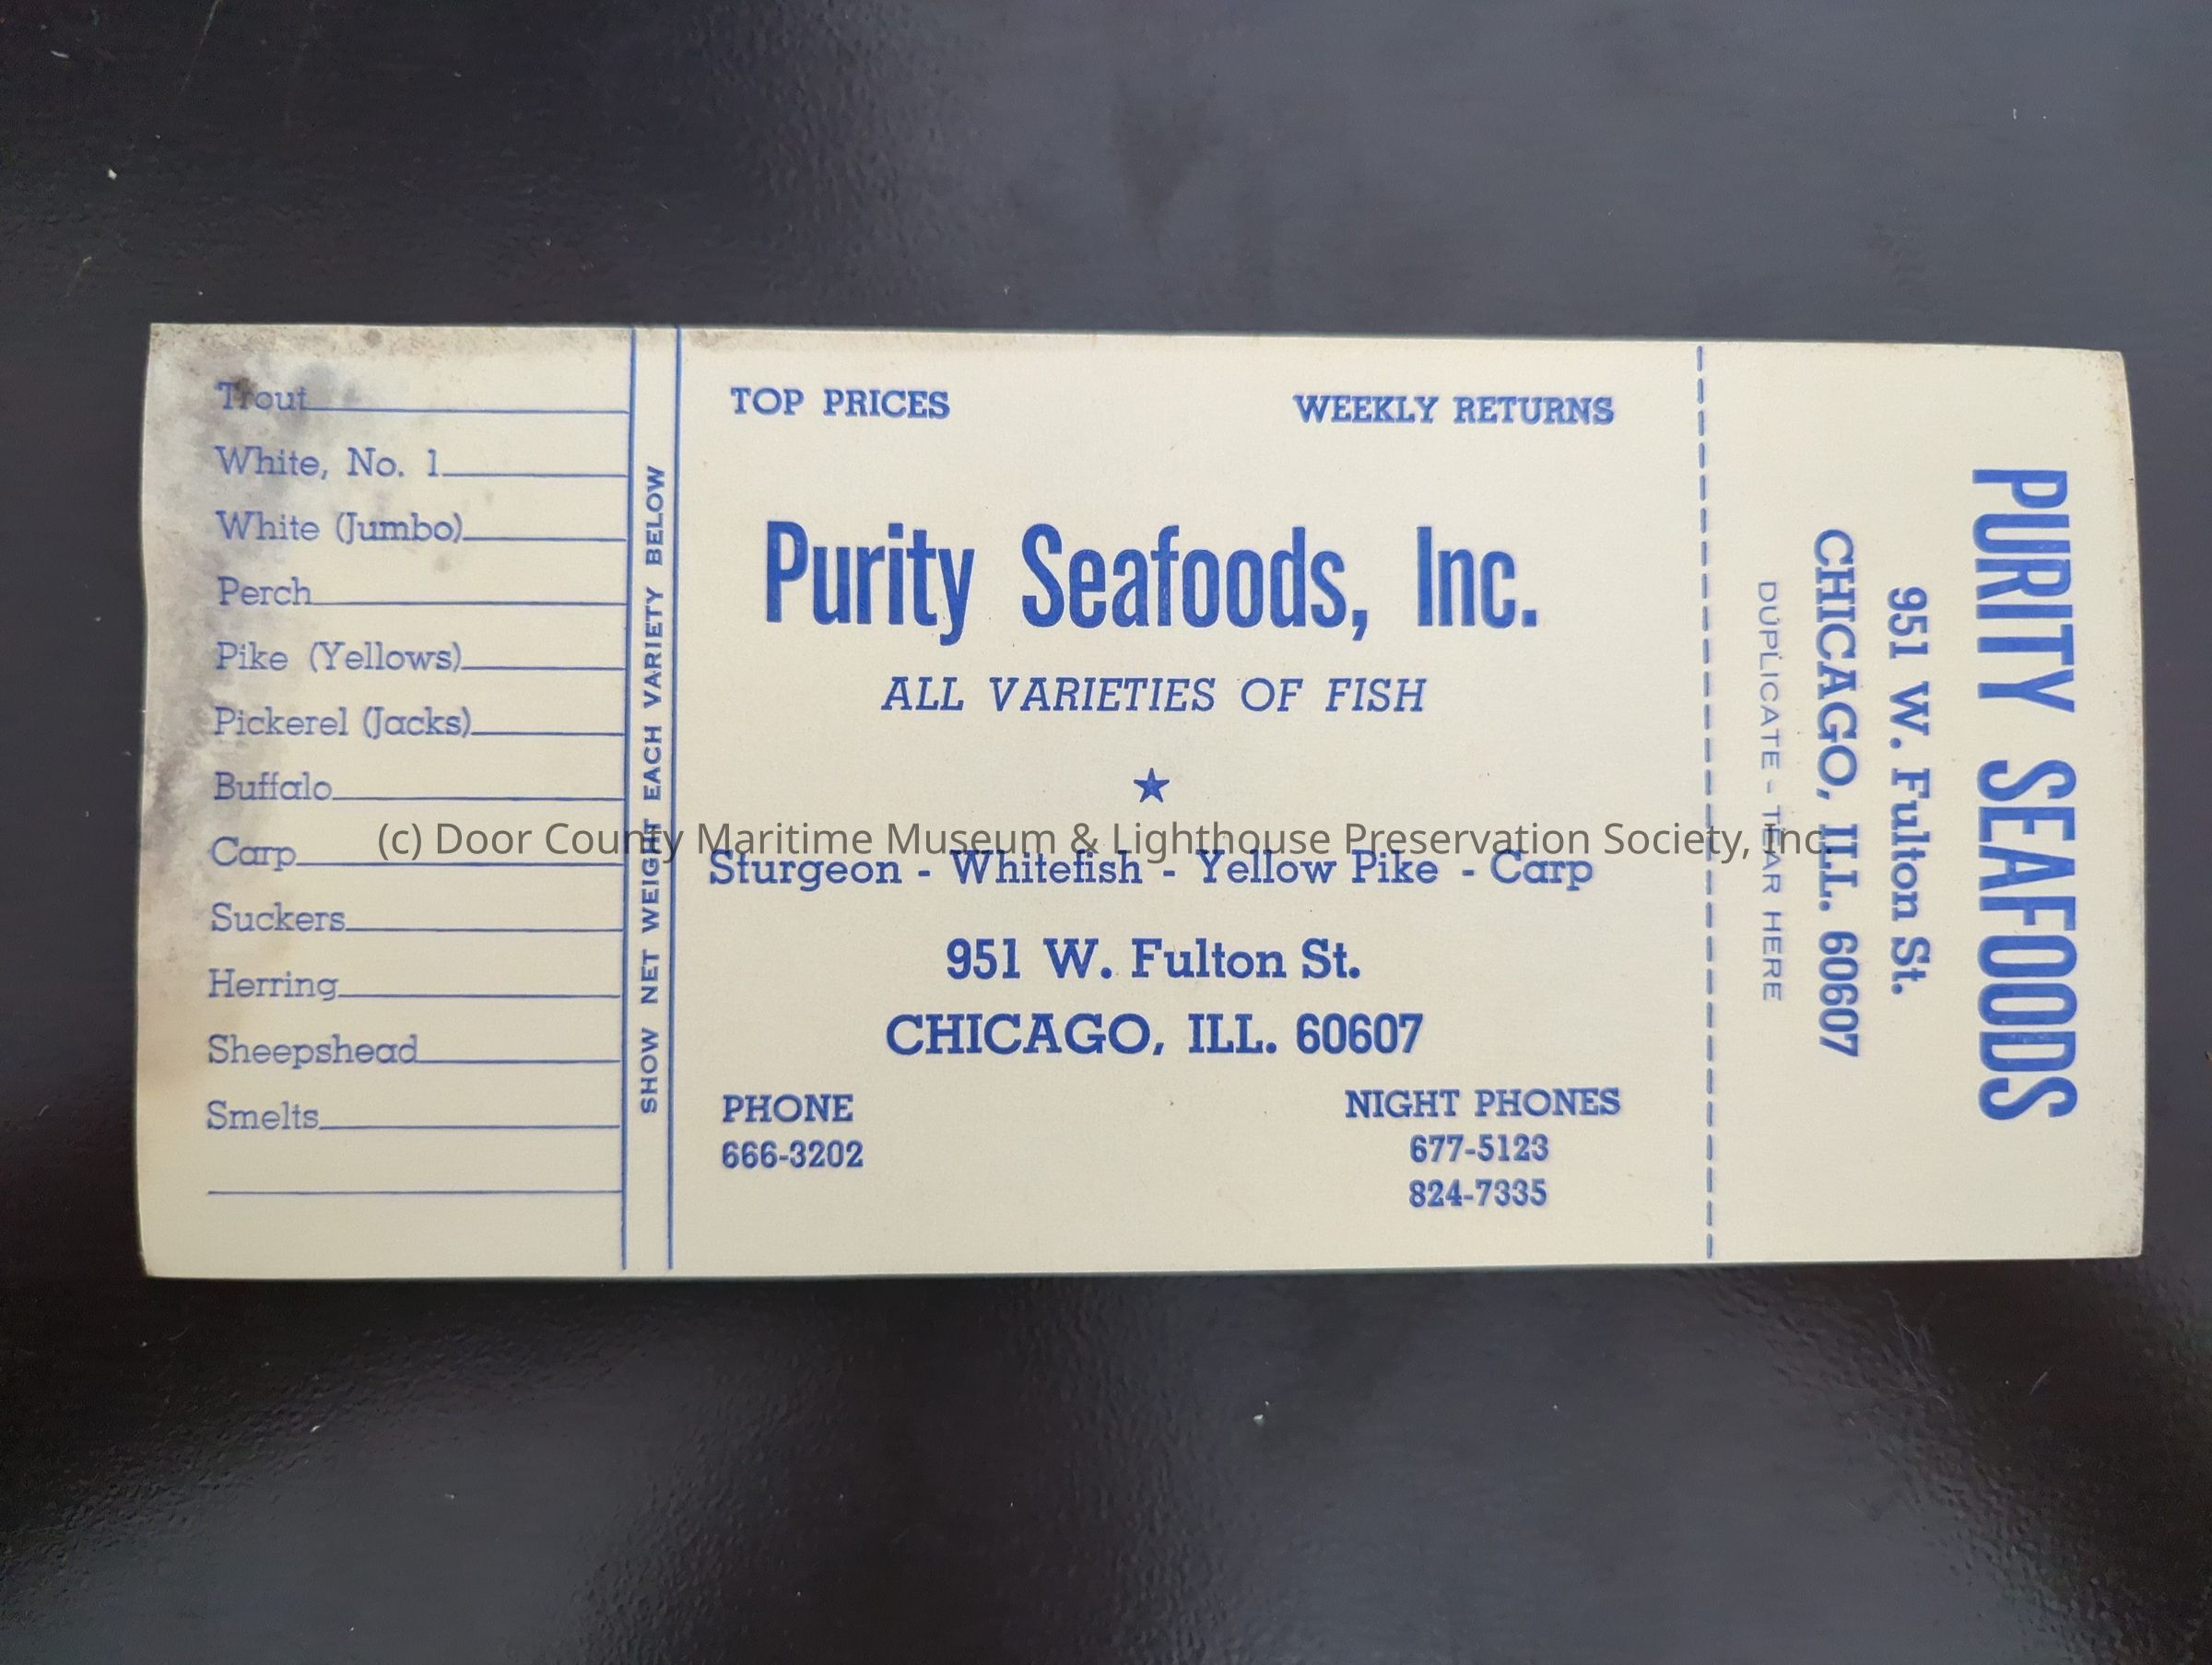 Trout
White, No. 1
White (Jumbo)
Perch
Pike (Yellows)
Pickerel (Jacks)
Buffalo
Carp
Suckers
Herring
Sheepshead
Smelts
SHOW NET WEIGHT EACH VARIETY BELOW
TOP PRICES WEEKLY RETURNS
Purity Seafoods, Inc.
ALL VARIETIES OF FISH
★
Sturgeon - Whitefish - Yellow Pike - Carp
951 W. Fulton St.
CHICAGO, ILL. 60607
PHONE
666-3202
NIGHT PHONES
677-5123
824-7335
PURITY SEAFOODS
951 W. Fulton St.
CHICAGO, ILL. 60607
DUPLICATE - TEAR HERE
(c) Door County Maritime Museum & Lighthouse Preservation Society, Inc.